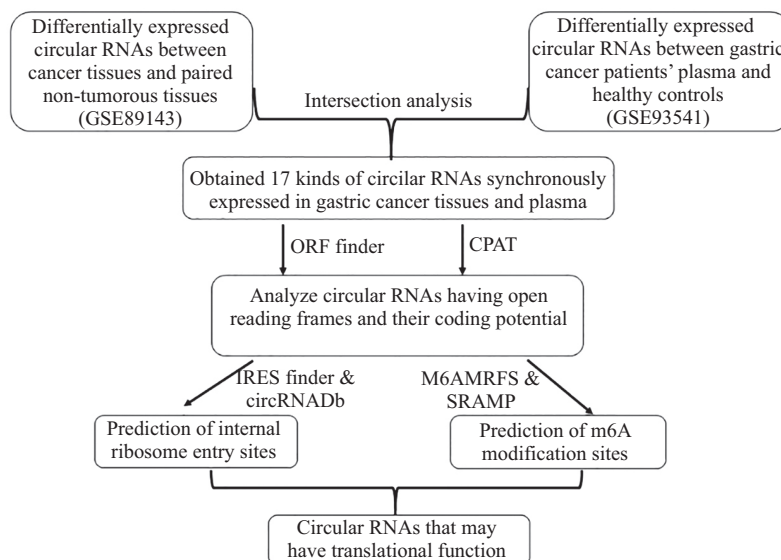 Differentially expressed
circular RNAs between
cancer tissues and paired
non-tumorous tissues
(GSE89143)
Differentially expressed
circular RNAs between gastric
cancer patients’ plasma and
healthy controls
(GSE93541)
Intersection analysis
Obtained 17 kinds of circilar RNAs synchronously
expressed in gastric cancer tissues and plasma
ORF finder
CPAT
Analyze circular RNAs having open
reading frames and their coding potential
IRES finder &
circRNADb
M6AMRFS &
SRAMP
Prediction of internal
ribosome entry sites
Prediction of m6A
modification sites
Circular RNAs that may
have translational function